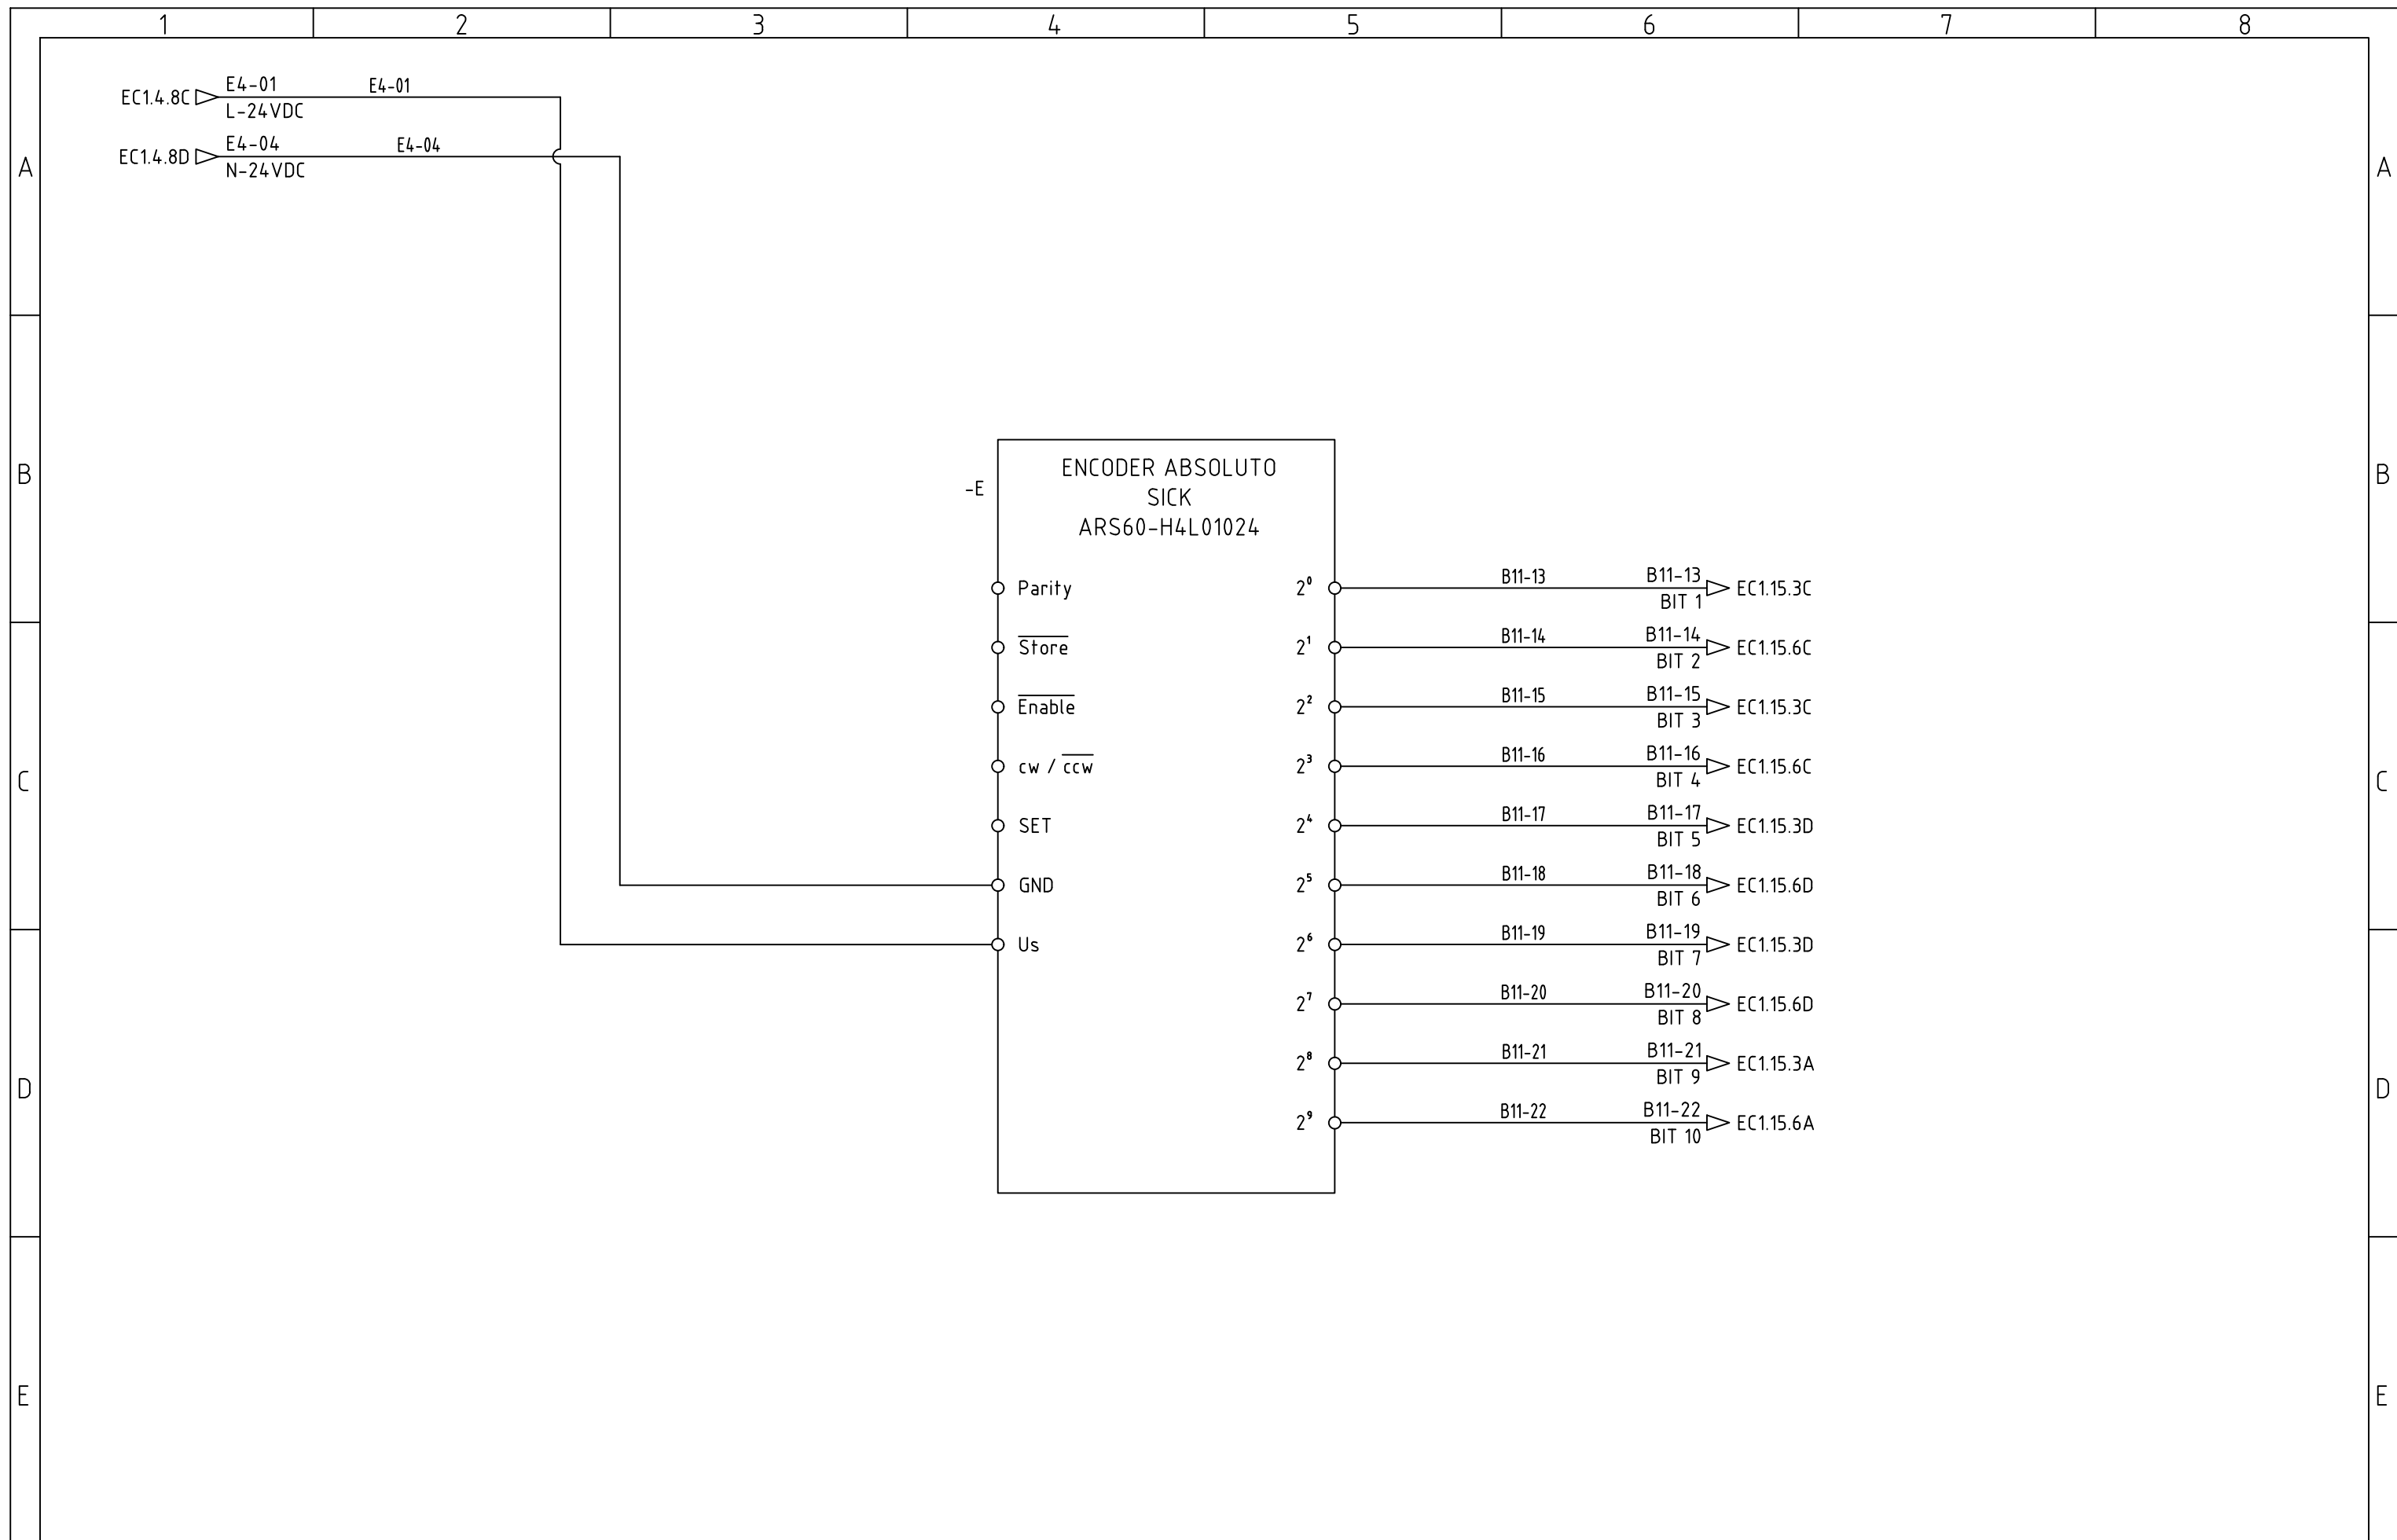 1 2 3 4 5 6 7 8
E4-01 E4-01
EC1.4.8C
L-24VDC
E4-04 E4-04
EC1.4.8D
N-24VDC
A A
ENCODER ABSOLUTO
B B
-E
SICK
ARS60-H4L01024
B11-13 B11-13
Parity 2⁰ EC1.15.3C
BIT 1
B11-14 B11-14
Store 2¹ EC1.15.6C
BIT 2
B11-15 B11-15
Enable 2² EC1.15.3C
BIT 3
B11-16 B11-16
cw / ccw 2³ EC1.15.6C
C BIT 4 C
B11-17 B11-17
SET 2⁴ EC1.15.3D
BIT 5
B11-18 B11-18
GND 2⁵ EC1.15.6D
BIT 6
B11-19 B11-19
Us 2⁶ EC1.15.3D
BIT 7
B11-20 B11-20
2⁷ EC1.15.6D
BIT 8
B11-21 B11-21
2⁸ EC1.15.3A
BIT 9
D D
B11-22 B11-22
2⁹ EC1.15.6A
BIT 10
E E